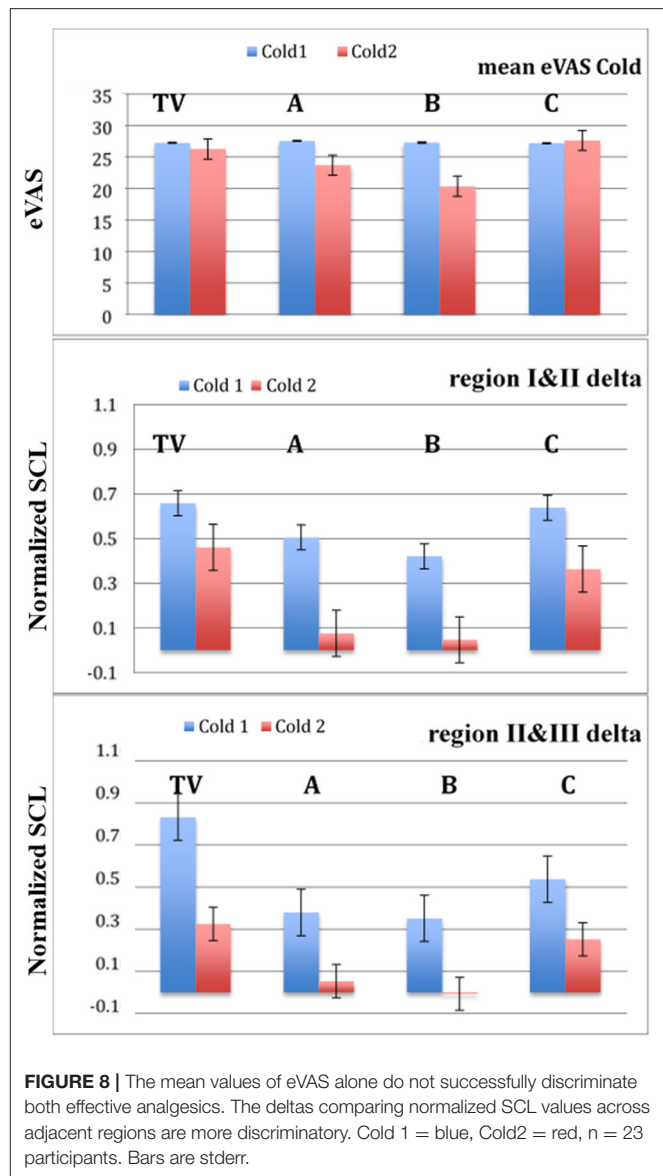 Cold1 Cold2
mean eVAS Cold
35
30
25
20
15
10
5
0
eVAS
TV A B C
Cold 1 Cold 2
region I&II delta
1.1
0.9
0.7
0.5
0.3
0.1
-0.1
Normalized SCL
TV A B C
Cold 1 Cold 2
region II&III delta
1.1
0.9
0.7
0.5
0.3
0.1
-0.1
Normalized SCL
TV A B C
FIGURE 8 | The mean values of eVAS alone do not successfully discriminate
both effective analgesics. The deltas comparing normalized SCL values across
adjacent regions are more discriminatory. Cold 1 = blue, Cold2 = red, n = 23
participants. Bars are stderr.